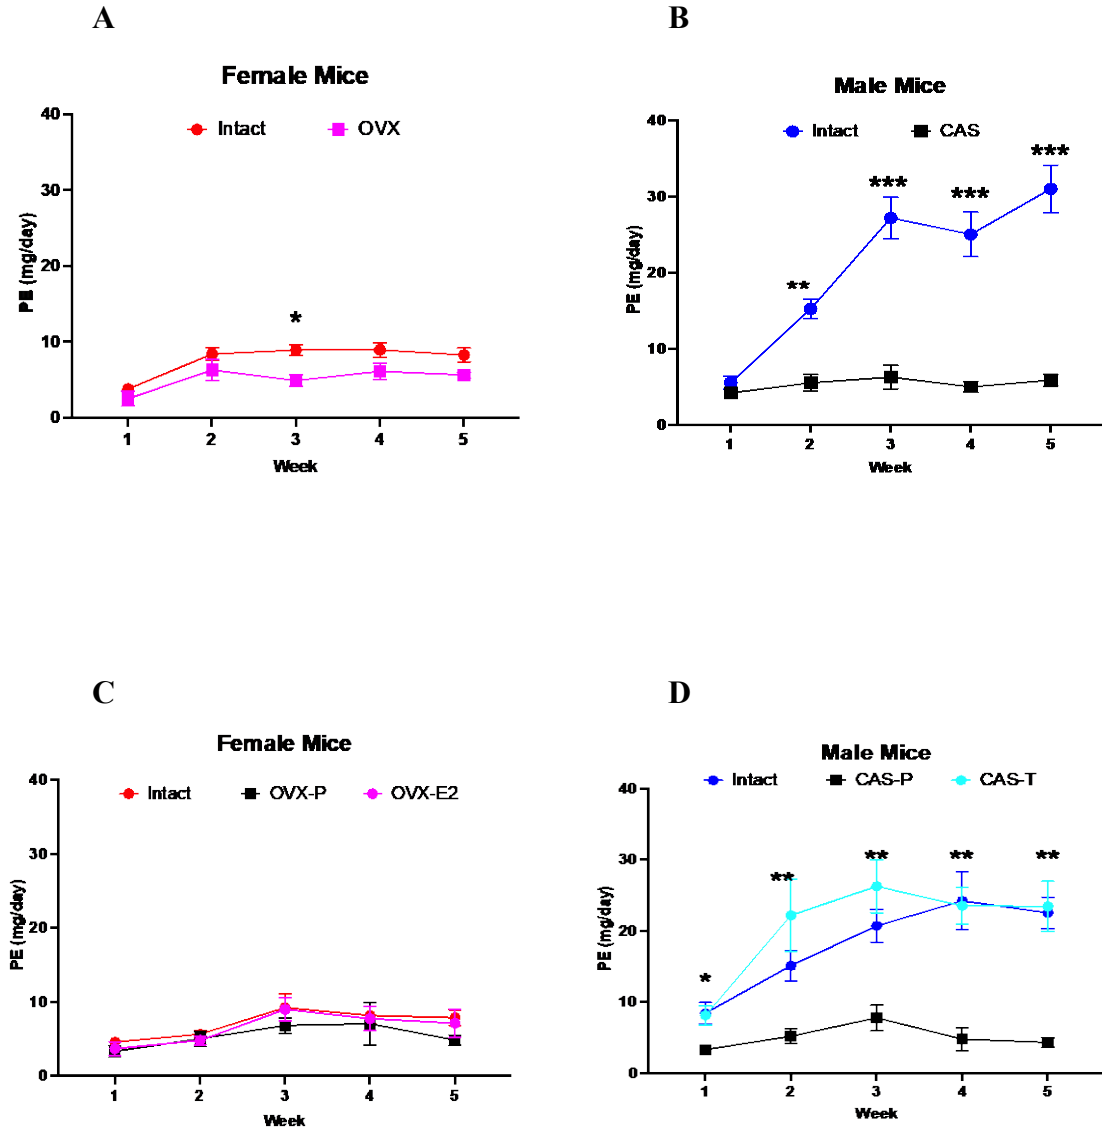 A
Female Mice
Intact OVX
40
30
20
10
0
PE (mg/day)
*
1 2 3 4 5
Week
B
Male Mice
Intact CAS
40
30
20
10
0
PE (mg/day)
** *** *** ***
1 2 3 4 5
Week
C
Female Mice
Intact OVX-P OVX-E2
40
30
20
10
0
PE (mg/day)
1 2 3 4 5
Week
D
Male Mice
Intact CAS-P CAS-T
40
30
20
10
0
PE (mg/day)
* ** ** ** **
1 2 3 4 5
Week